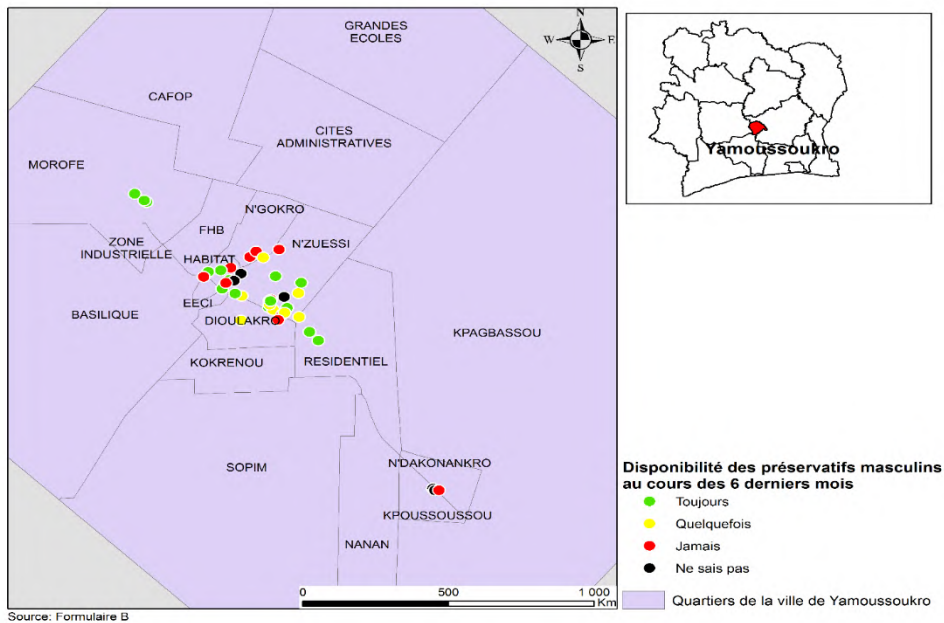 GRANDES
ECOLES
N
W E
S
CAFOP
CITES
ADMINISTRATIVES
MOROFE
N'GOKRO
FHB
N'ZUESSI
ZONE
INDUSTRIELLE
HABITAT
EECI
BASILIQUE
DIOULAKRO
KPAGBASSOU
KOKRENOU
RESIDENTIEL
SOPIM
N'DAKONANKRO
KPOUSSOUSSOU
NANAN
0 500 1 000
Km
Source: Formulaire B
Yamoussoukro
Disponibilité des préservatifs masculins
au cours des 6 derniers mois
Toujours
Quelquefois
Jamais
Ne sais pas
Quartiers de la ville de Yamoussoukro